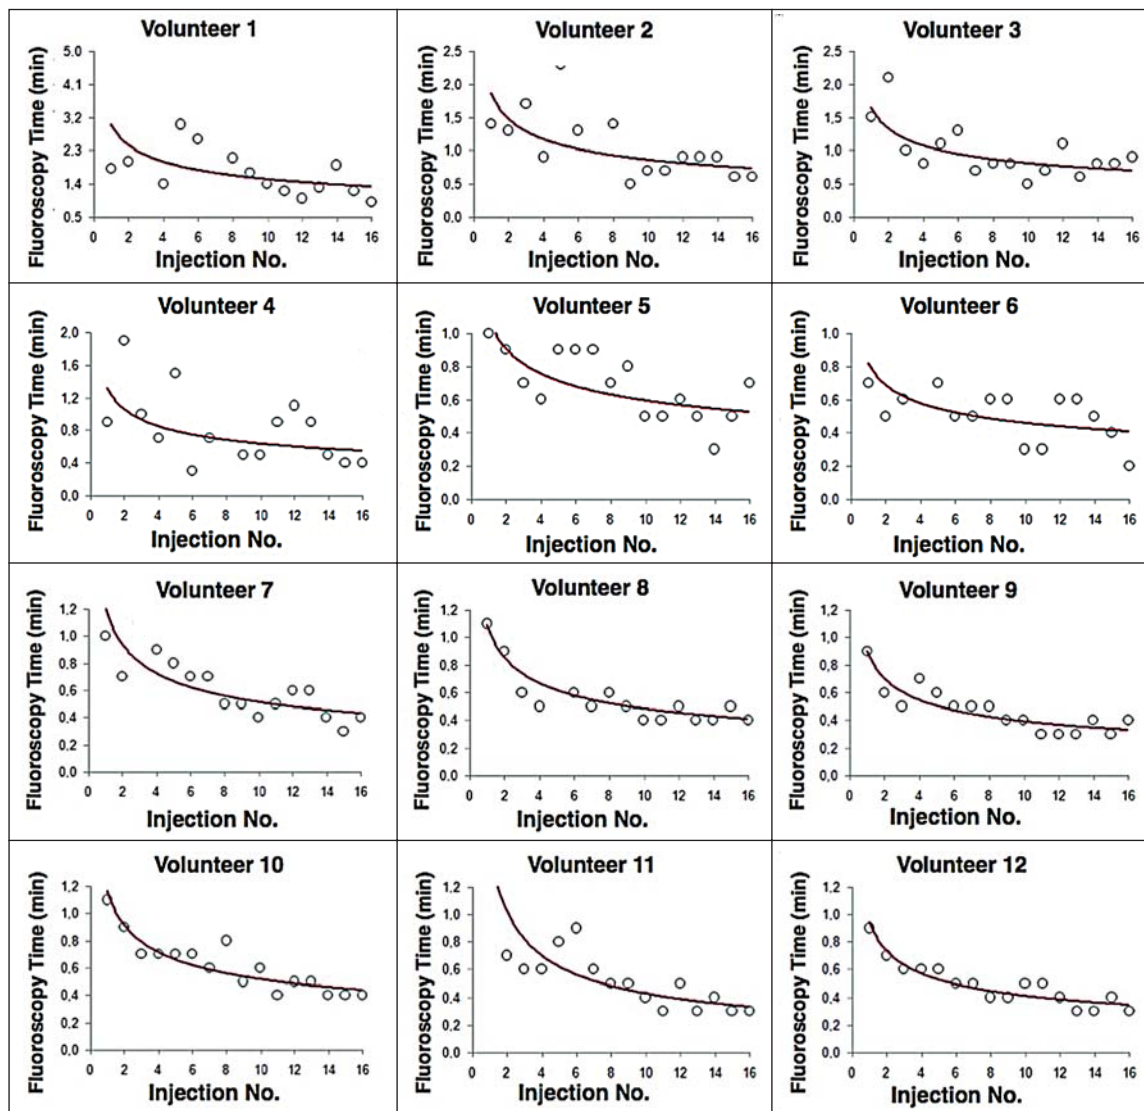 Volunteer 1
Fluoroscopy Time (min)
5.0
4.1
3.2
2.3
1.4
0.5
0 2 4 6 8 10 12 14 16
Injection No.
Volunteer 2
Fluoroscopy Time (min)
2.5
2.0
1.5
1.0
0.5
0.0
0 2 4 6 8 10 12 14 16
Injection No.
Volunteer 3
Fluoroscopy Time (min)
2.5
2.0
1.5
1.0
0.5
0.0
0 2 4 6 8 10 12 14 16
Injection No.
Volunteer 4
Fluoroscopy Time (min)
2,0
1,6
1,2
0,8
0,4
0,0
0 2 4 6 8 10 12 14 16
Injection No.
Volunteer 5
Fluoroscopy Time (min)
1,0
0,8
0,6
0,4
0,2
0,0
0 2 4 6 8 10 12 14 16
Injection No.
Volunteer 6
Fluoroscopy Time (min)
1,0
0,8
0,6
0,4
0,2
0,0
0 2 4 6 8 10 12 14 16
Injection No.
Volunteer 7
Fluoroscopy Time (min)
1,2
1,0
0,8
0,6
0,4
0,2
0,0
0 2 4 6 8 10 12 14 16
Injection No.
Volunteer 8
Fluoroscopy Time (min)
1,2
1,0
0,8
0,6
0,4
0,2
0,0
0 2 4 6 8 10 12 14 16
Injection No.
Volunteer 9
Fluoroscopy Time (min)
1,2
1,0
0,8
0,6
0,4
0,2
0,0
0 2 4 6 8 10 12 14 16
Injection No.
Volunteer 10
Fluoroscopy Time (min)
1,2
1,0
0,8
0,6
0,4
0,2
0,0
0 2 4 6 8 10 12 14 16
Injection No.
Volunteer 11
Fluoroscopy Time (min)
1,2
1,0
0,8
0,6
0,4
0,2
0,0
0 2 4 6 8 10 12 14 16
Injection No.
Volunteer 12
Fluoroscopy Time (min)
1,2
1,0
0,8
0,6
0,4
0,2
0,0
0 2 4 6 8 10 12 14 16
Injection No.